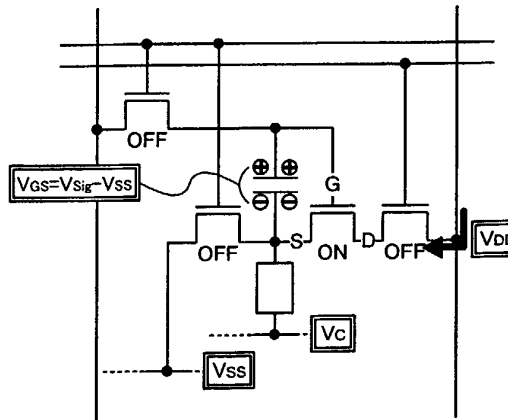 OFF
VGS=VSig-VSS
⊕ ⊕
G
⊖ ⊖
OFF
S
ON
D
OFF
VDD
VC
VSS